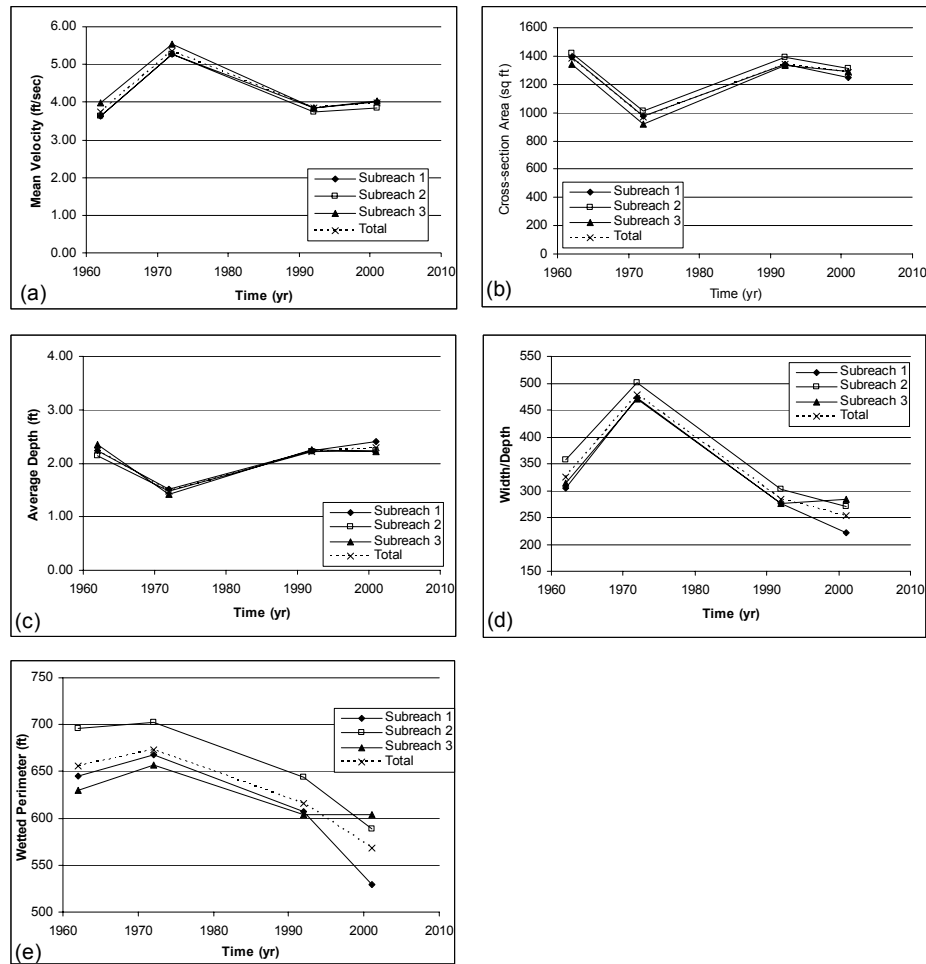 6.00
5.00
4.00
3.00
2.00
1.00
0.00
Mean Velocity (ft/sec)
Subreach 1
Subreach 2
Subreach 3
Total
1960 1970 1980 1990 2000 2010
Time (yr)
(a)
1600
1400
1200
1000
800
600
400
200
0
Cross-section Area (sq ft)
Subreach 1
Subreach 2
Subreach 3
Total
1960 1970 1980 1990 2000 2010
Time (yr)
(b)
4.00
3.00
2.00
1.00
0.00
Average Depth (ft)
Subreach 1
Subreach 2
Subreach 3
Total
1960 1970 1980 1990 2000 2010
Time (yr)
(c)
550
500
450
400
350
300
250
200
150
Width/Depth
Subreach 1
Subreach 2
Subreach 3
Total
1960 1970 1980 1990 2000 2010
Time (yr)
(d)
750
700
650
600
550
500
Wetted Perimeter (ft)
Subreach 1
Subreach 2
Subreach 3
Total
1960 1970 1980 1990 2000 2010
Time (yr)
(e)